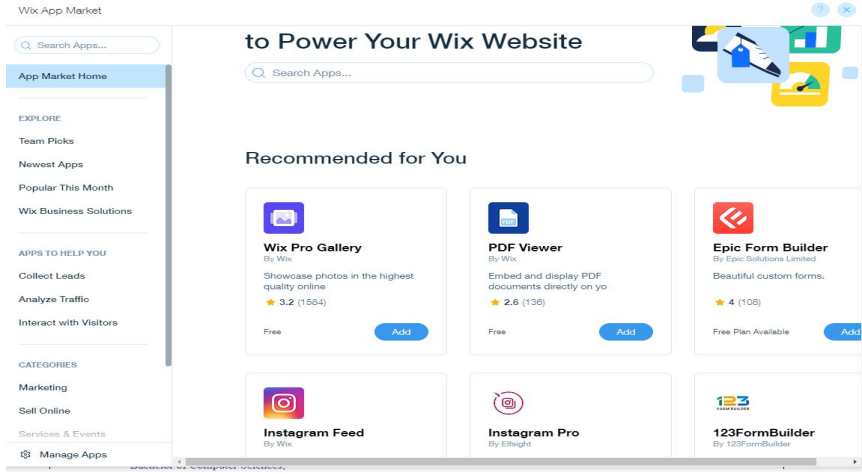 Wix App Market
?
Search Apps...
App Market Home
EXPLORE
Team Picks
Newest Apps
Popular This Month
Wix Business Solutions
APPS TO HELP YOU
Collect Leads
Analyze Traffic
Interact with Visitors
CATEGORIES
Marketing
Sell Online
Services & Events
Manage Apps
to Power Your Wix Website
Search Apps...
Recommended for You
Wix Pro Gallery
By Wix
Showcase photos in the highest
quality online
3.2 (1584)
Free
Add
PDF
PDF Viewer
By Wix
Embed and display PDF
documents directly on yo
2.6 (136)
Free
Add
Epic Form Builder
By Epic Solutions Limited
Beautiful custom forms.
4 (108)
Free Plan Available
Add
Instagram Feed
By Wix
Instagram Pro
By Elfsight
123
FORM BUILDER
123FormBuilder
By 123FormBuilder